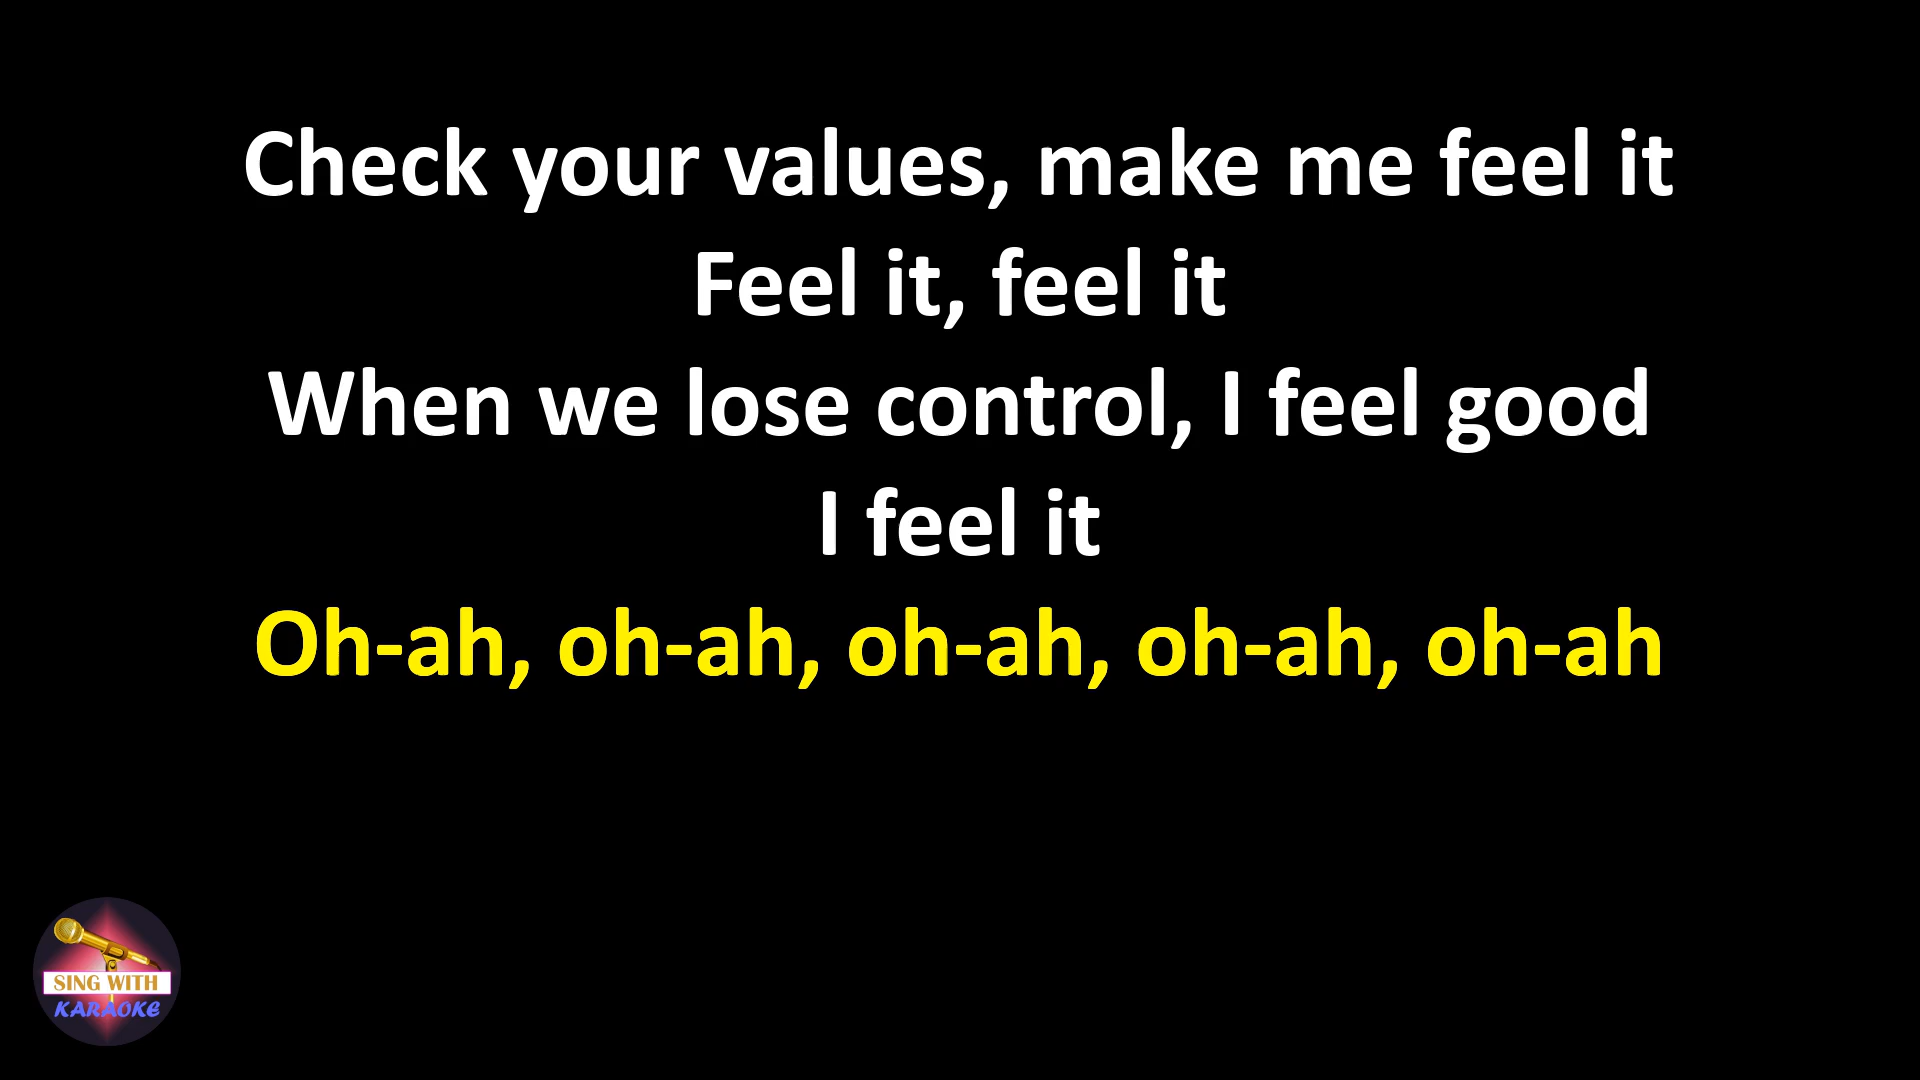 Check your values, make me feel it
Feel it, feel it
When we lose control, I feel good
I feel it
Oh-ah, oh-ah, oh-ah, oh-ah, oh-ah
SING WITH
KARAOKE